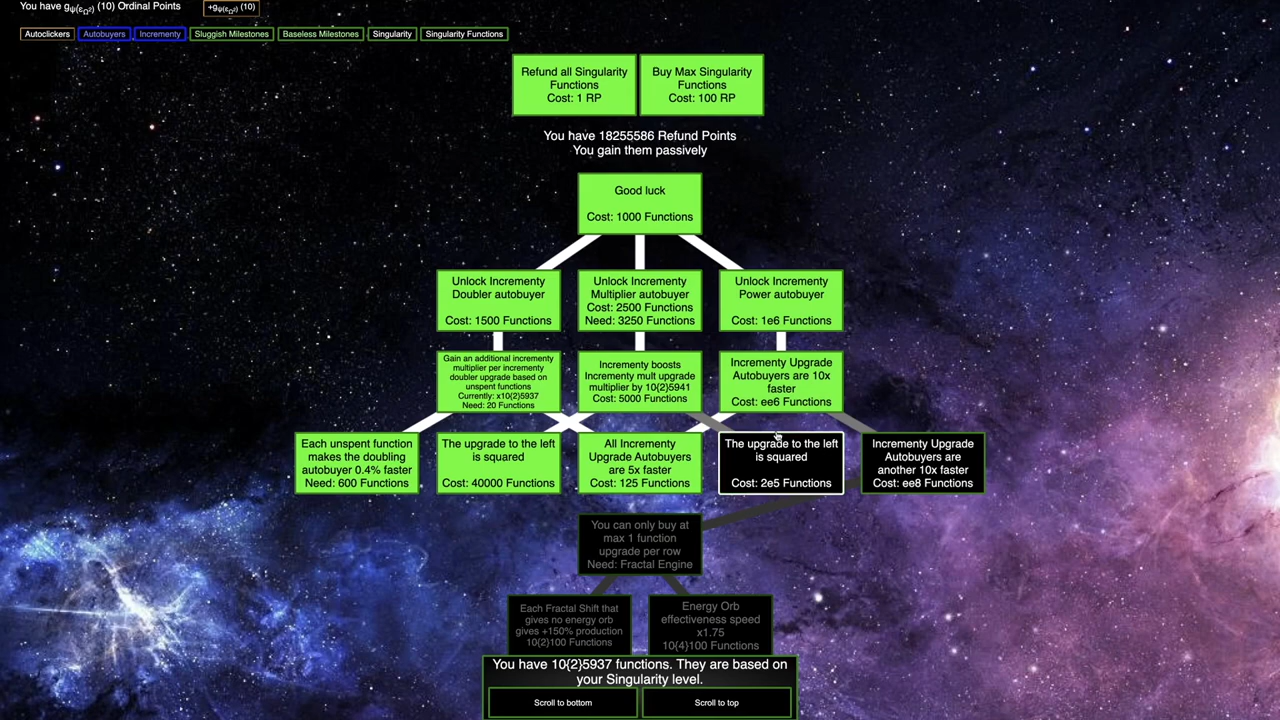 You have gψ(εΩ2) (10) Ordinal Points
+gψ(εΩ2) (10)
Autoclickers
Autobuyers
Incrementy
Sluggish Milestones
Baseless Milestones
Singularity
Singularity Functions
Refund all Singularity
Functions
Cost: 1 RP
Buy Max Singularity
Functions
Cost: 100 RP
You have 18255586 Refund Points
You gain them passively
Good luck
Cost: 1000 Functions
Unlock Incrementy
Doubler autobuyer
Cost: 1500 Functions
Unlock Incrementy
Multiplier autobuyer
Cost: 2500 Functions
Need: 3250 Functions
Unlock Incrementy
Power autobuyer
Cost: 1e6 Functions
Gain an additional incrementy
multiplier per incrementy
doubler upgrade based on
unspent functions
Currently: x10{2}5937
Need: 20 Functions
Incrementy boosts
Incrementy mult upgrade
multiplier by 10{2}5941
Cost: 5000 Functions
Incrementy Upgrade
Autobuyers are 10x
faster
Cost: ee6 Functions
Each unspent function
makes the doubling
autobuyer 0.4% faster
Need: 600 Functions
The upgrade to the left
is squared
Cost: 40000 Functions
All Incrementy
Upgrade Autobuyers
are 5x faster
Cost: 125 Functions
The upgrade to the left
is squared
Cost: 2e5 Functions
Incrementy Upgrade
Autobuyers are
another 10x faster
Cost: ee8 Functions
You can only buy at
max 1 function
upgrade per row
Need: Fractal Engine
Each Fractal Shift that
gives no energy orb
gives +150% production
10{2}100 Functions
Energy Orb
effectiveness speed
x1.75
10{4}100 Functions
You have 10{2}5937 functions. They are based on
your Singularity level.
Scroll to bottom
Scroll to top